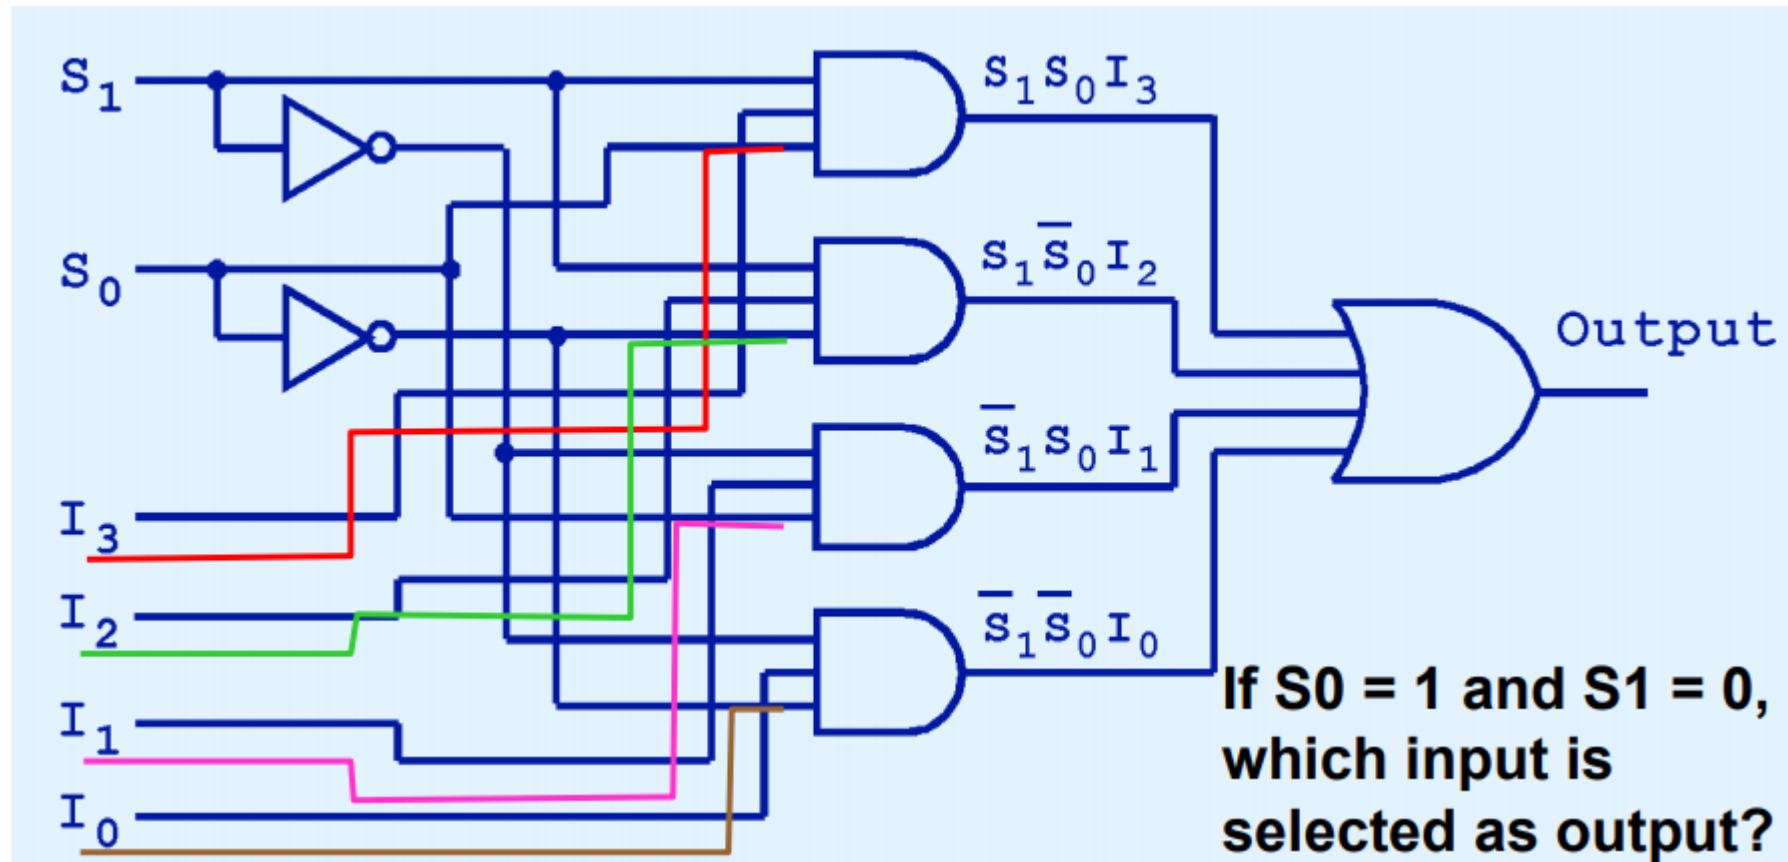 S₁
S₁S₀I₃
S₀
S₁S̅₀I₂
Output
S̅₁S₀I₁
I₃
I₂
S̅₁S̅₀I₀
I₁
I₀
If S0 = 1 and S1 = 0,
which input is
selected as output?